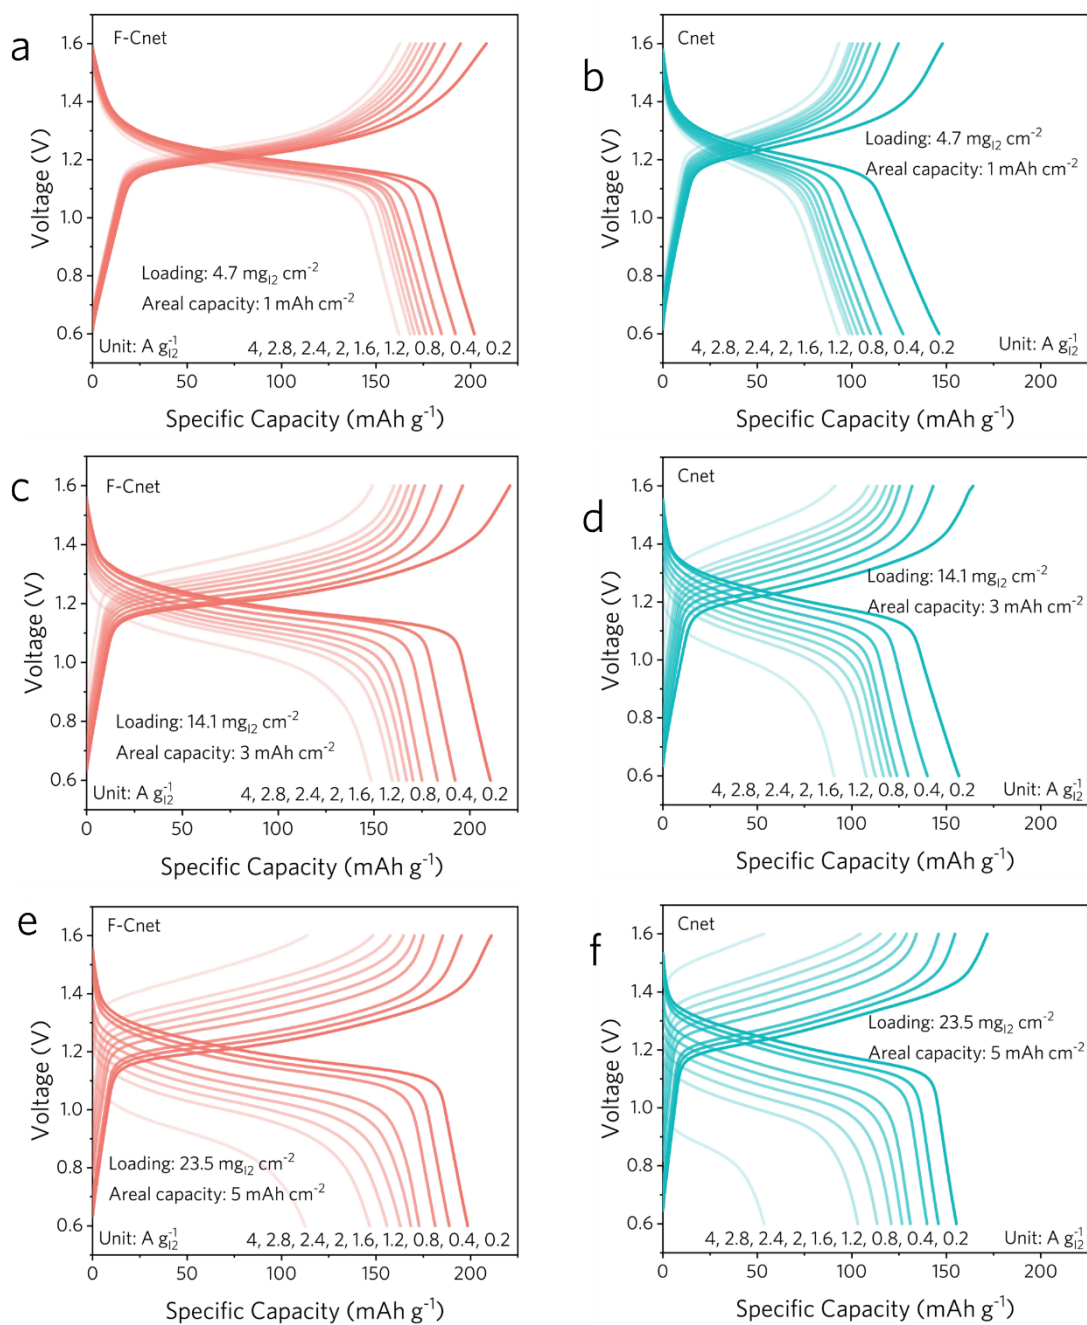 a
F-Cnet
1.6
1.4
1.2
1.0
0.8
0.6
Voltage (V)
Loading: 4.7 mg_I2 cm⁻²
Areal capacity: 1 mAh cm⁻²
Unit: A g_I2⁻¹
4, 2.8, 2.4, 2, 1.6, 1.2, 0.8, 0.4, 0.2
0 50 100 150 200
Specific Capacity (mAh g⁻¹)
b
Cnet
1.6
1.4
1.2
1.0
0.8
0.6
Voltage (V)
Loading: 4.7 mg_I2 cm⁻²
Areal capacity: 1 mAh cm⁻²
4, 2.8, 2.4, 2, 1.6, 1.2, 0.8, 0.4, 0.2
Unit: A g_I2⁻¹
0 50 100 150 200
Specific Capacity (mAh g⁻¹)
c
F-Cnet
1.6
1.4
1.2
1.0
0.8
0.6
Voltage (V)
Loading: 14.1 mg_I2 cm⁻²
Areal capacity: 3 mAh cm⁻²
Unit: A g_I2⁻¹
4, 2.8, 2.4, 2, 1.6, 1.2, 0.8, 0.4, 0.2
0 50 100 150 200
Specific Capacity (mAh g⁻¹)
d
Cnet
1.6
1.4
1.2
1.0
0.8
0.6
Voltage (V)
Loading: 14.1 mg_I2 cm⁻²
Areal capacity: 3 mAh cm⁻²
4, 2.8, 2.4, 2, 1.6, 1.2, 0.8, 0.4, 0.2
Unit: A g_I2⁻¹
0 50 100 150 200
Specific Capacity (mAh g⁻¹)
e
F-Cnet
1.6
1.4
1.2
1.0
0.8
0.6
Voltage (V)
Loading: 23.5 mg_I2 cm⁻²
Areal capacity: 5 mAh cm⁻²
Unit: A g_I2⁻¹
4, 2.8, 2.4, 2, 1.6, 1.2, 0.8, 0.4, 0.2
0 50 100 150 200
Specific Capacity (mAh g⁻¹)
f
Cnet
1.6
1.4
1.2
1.0
0.8
0.6
Voltage (V)
Loading: 23.5 mg_I2 cm⁻²
Areal capacity: 5 mAh cm⁻²
4, 2.8, 2.4, 2, 1.6, 1.2, 0.8, 0.4, 0.2
Unit: A g_I2⁻¹
0 50 100 150 200
Specific Capacity (mAh g⁻¹)